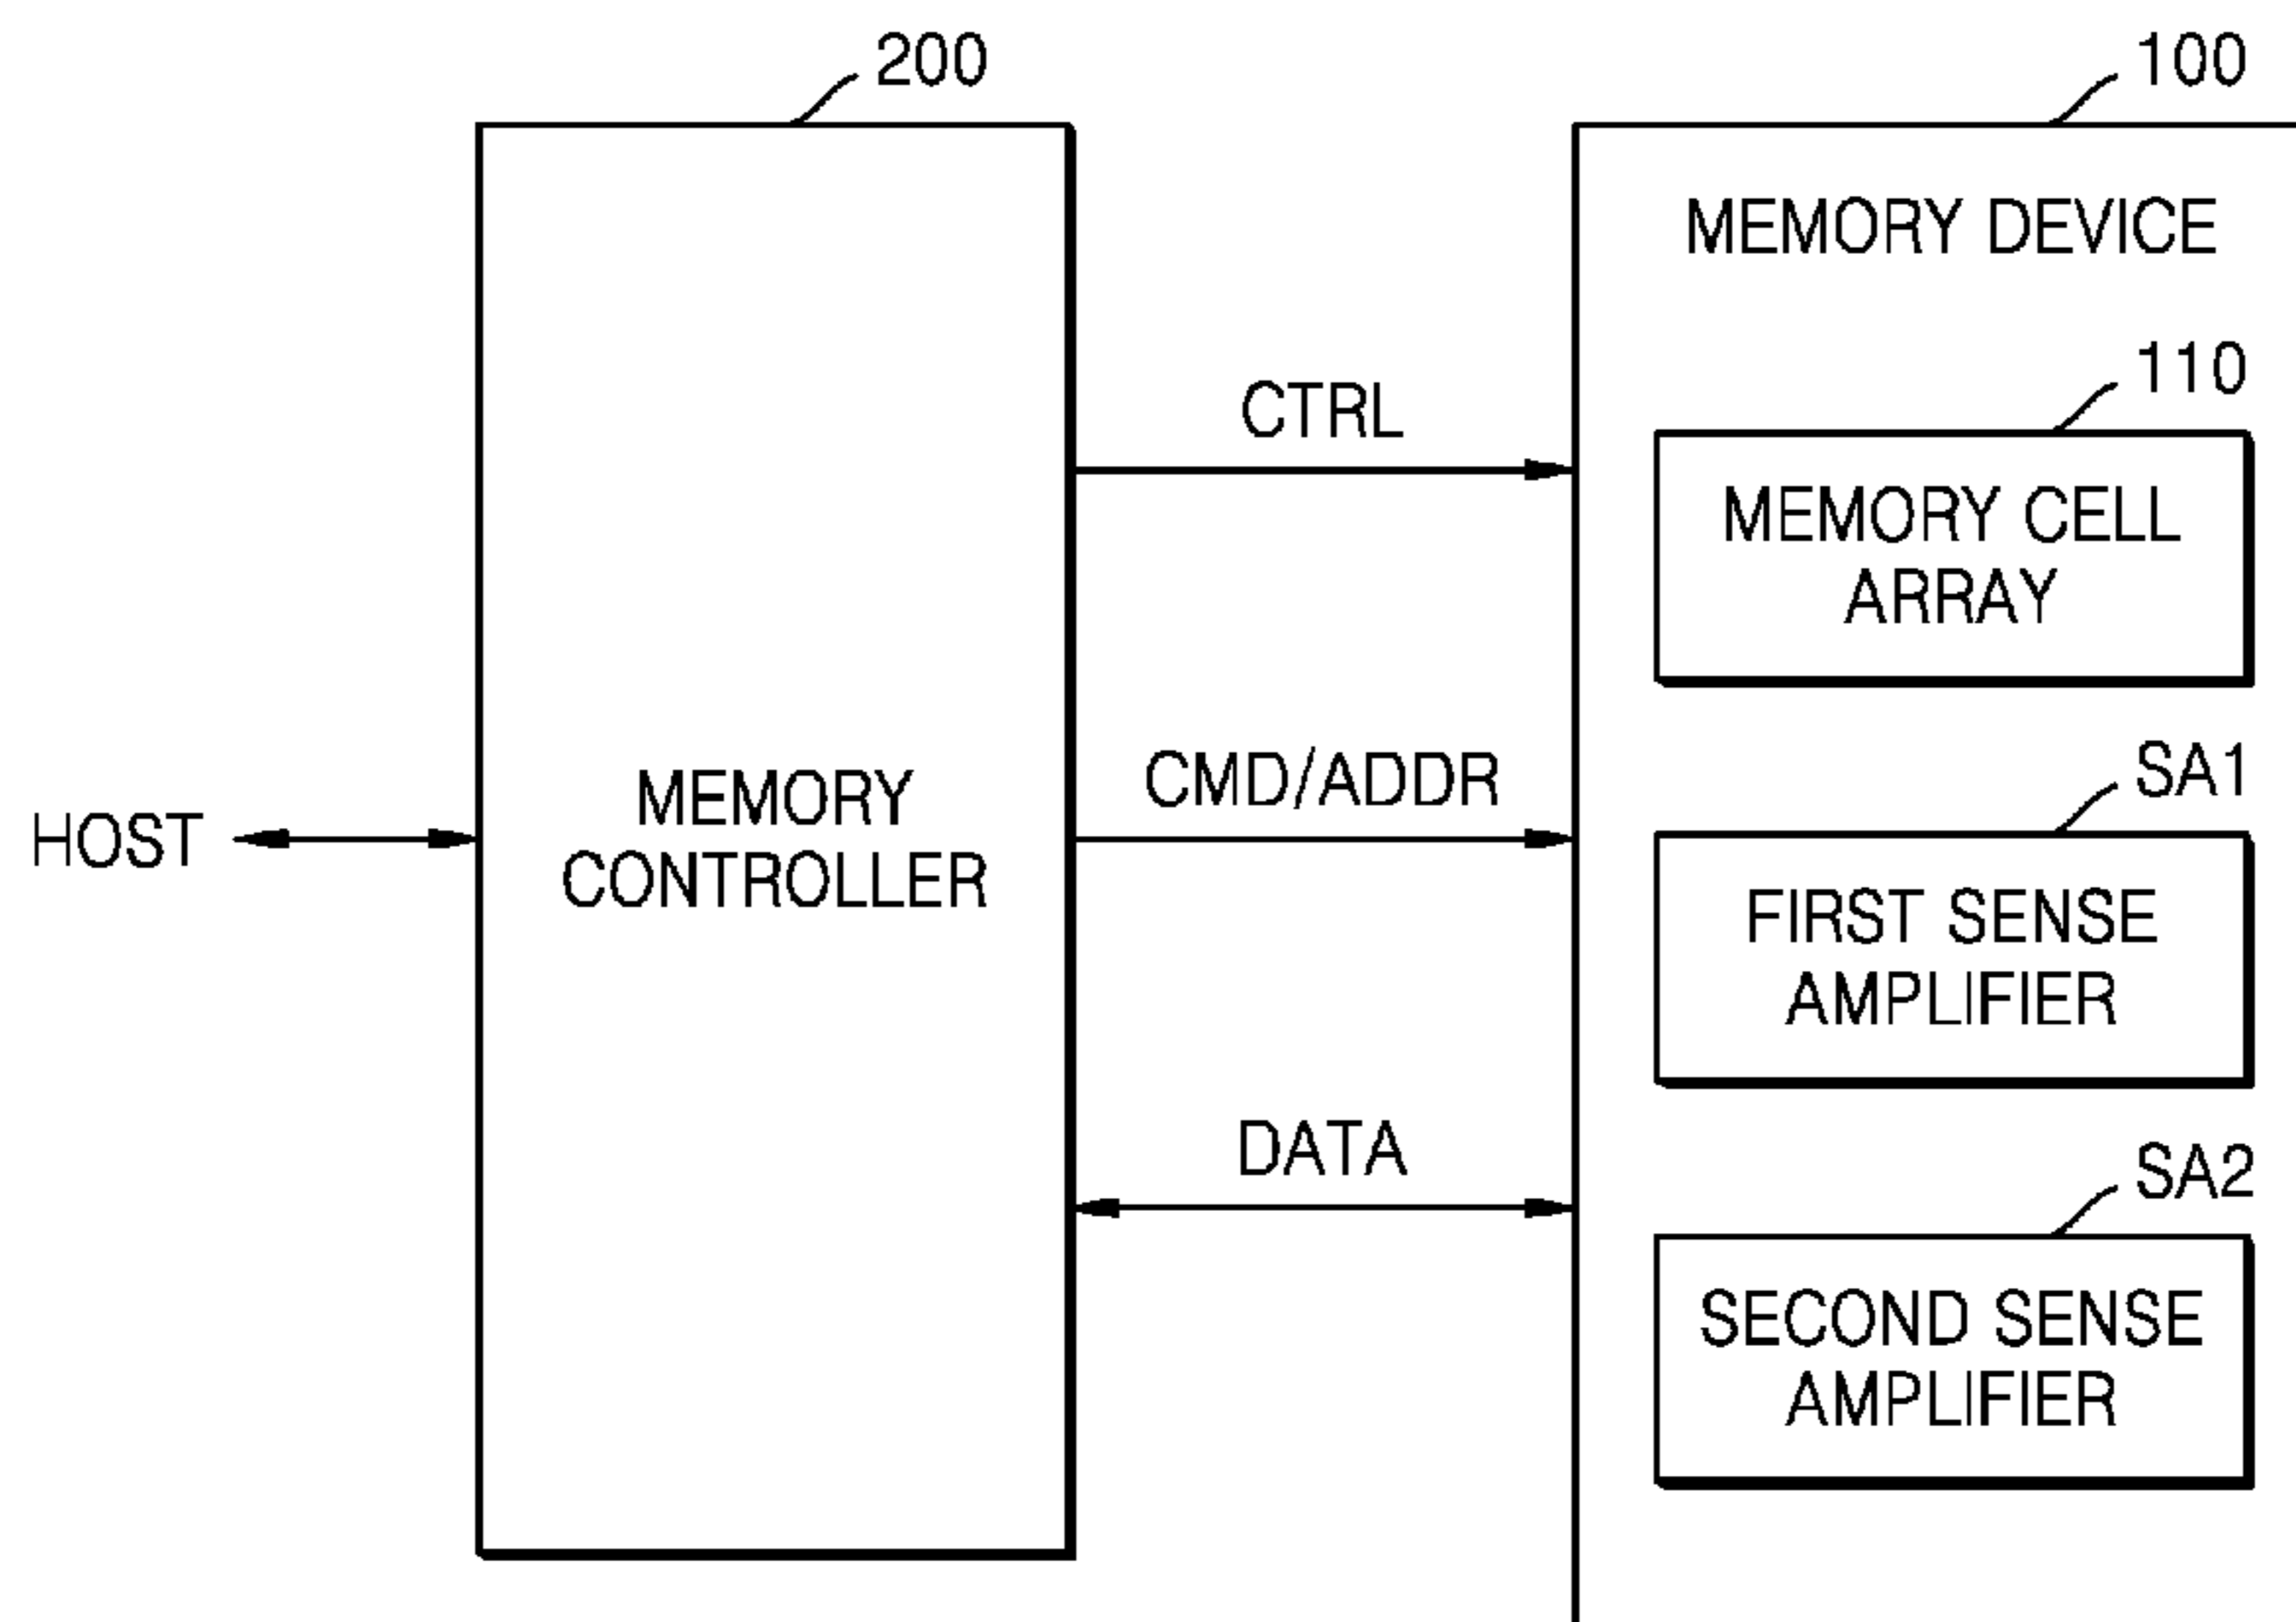 200
100
MEMORY DEVICE
110
CTRL
MEMORY CELL
ARRAY
SA1
CMD/ADDR
HOST
MEMORY
CONTROLLER
FIRST SENSE
AMPLIFIER
DATA
SA2
SECOND SENSE
AMPLIFIER